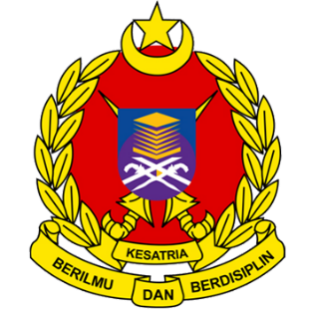 KESATRIA
BERILMU DAN BERDISIPLIN